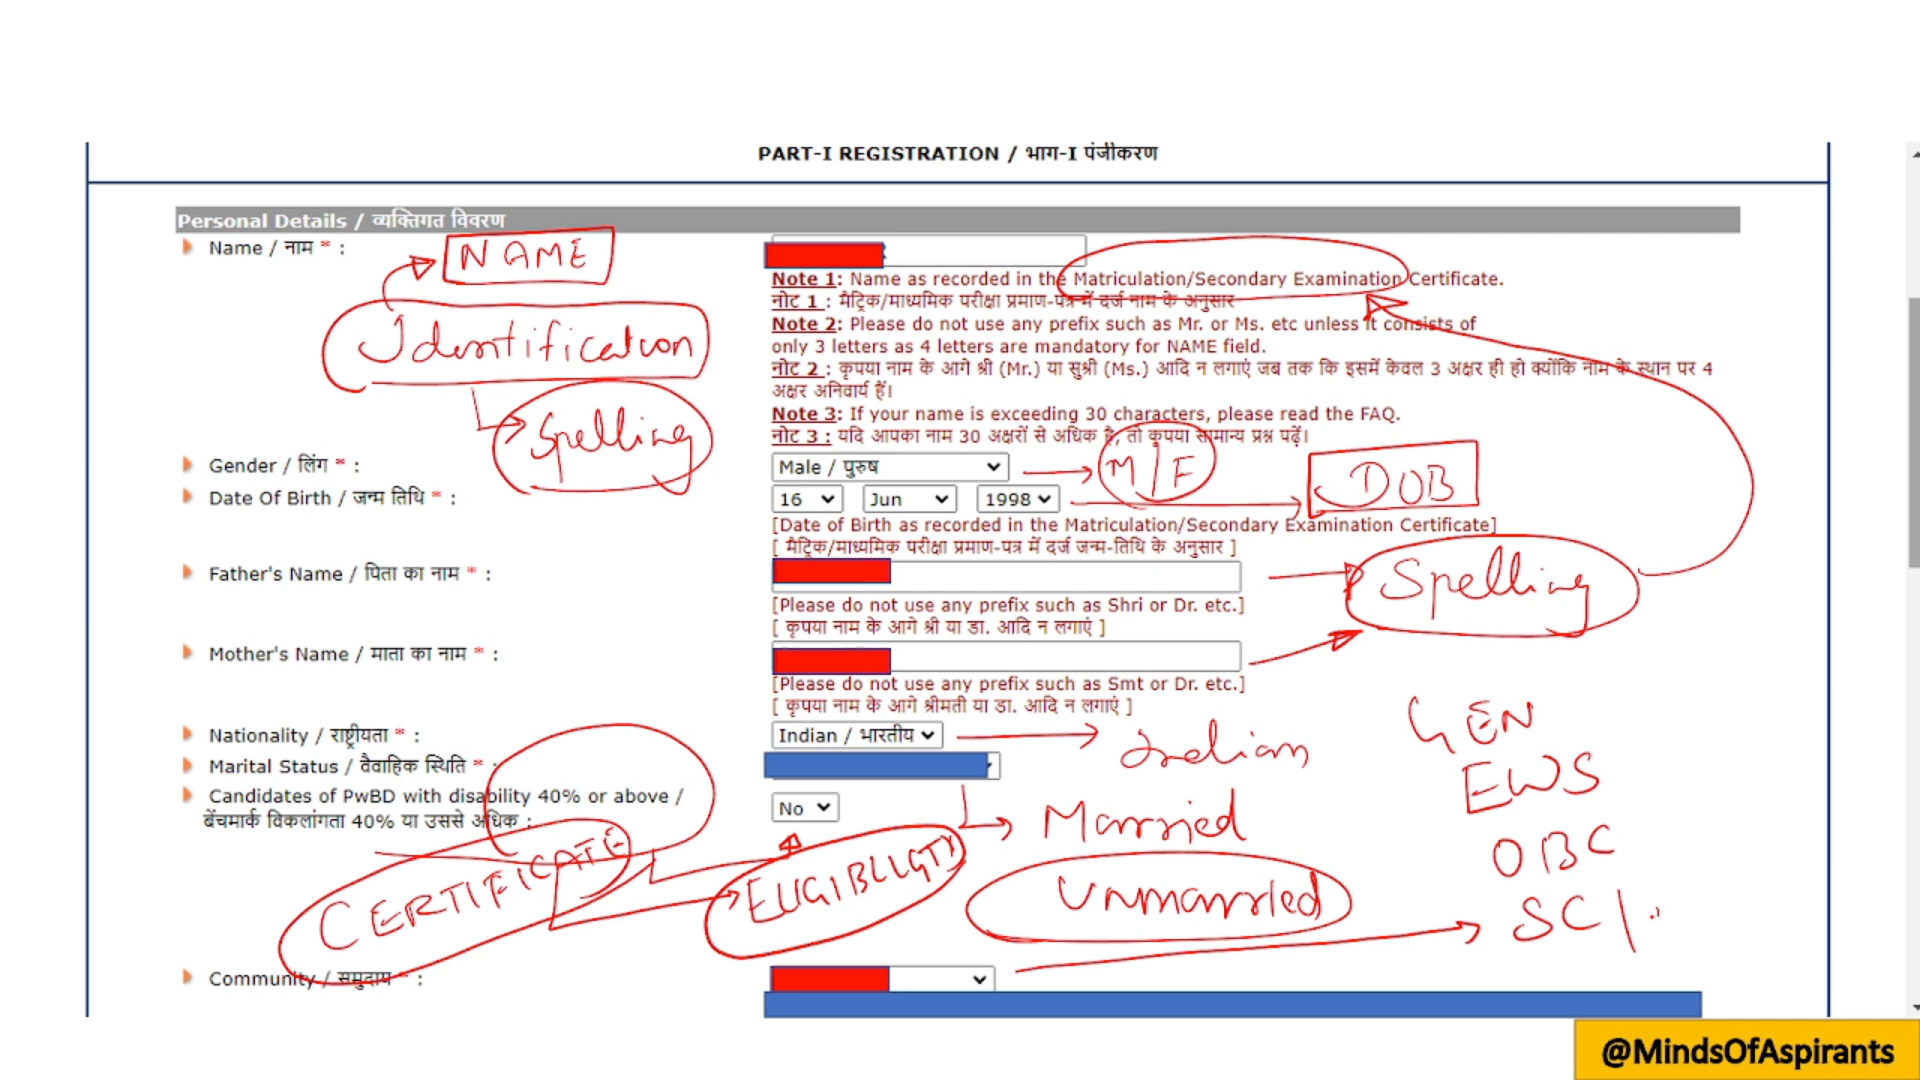 PART-I REGISTRATION / भाग-I पंजीकरण
Personal Details / व्यक्तिगत विवरण
Name / नाम * :
NAME
Note 1: Name as recorded in the Matriculation/Secondary Examination Certificate.
नोट 1 : मैट्रिक/माध्यमिक परीक्षा प्रमाण-पत्र में दर्ज नाम के अनुसार
Identification
Note 2: Please do not use any prefix such as Mr. or Ms. etc unless it consists of
only 3 letters as 4 letters are mandatory for NAME field.
नोट 2 : कृपया नाम के आगे श्री (Mr.) या सुश्री (Ms.) आदि न लगाएं जब तक कि इसमें केवल 3 अक्षर ही हो क्योंकि नाम के स्थान पर 4
अक्षर अनिवार्य हैं।
Note 3: If your name is exceeding 30 characters, please read the FAQ.
नोट 3 : यदि आपका नाम 30 अक्षरों से अधिक है, तो कृपया सामान्य प्रश्न पढ़ें।
Spelling
Gender / लिंग * :
Male / पुरुष
M/F
Date Of Birth / जन्म तिथि * :
16 Jun 1998
DOB
[Date of Birth as recorded in the Matriculation/Secondary Examination Certificate]
[ मैट्रिक/माध्यमिक परीक्षा प्रमाण-पत्र में दर्ज जन्म-तिथि के अनुसार ]
Father's Name / पिता का नाम * :
Spelling
[Please do not use any prefix such as Shri or Dr. etc.]
[ कृपया नाम के आगे श्री या डा. आदि न लगाएं ]
Mother's Name / माता का नाम * :
[Please do not use any prefix such as Smt or Dr. etc.]
[ कृपया नाम के आगे श्रीमती या डा. आदि न लगाएं ]
Nationality / राष्ट्रीयता * :
Indian / भारतीय
Indian
GEN
Marital Status / वैवाहिक स्थिति * :
EWS
Candidates of PwBD with disability 40% or above /
बेंचमार्क विकलांगता 40% या उससे अधिक :
No
Married
OBC
CERTIFICATE
ELIGIBLLGTY
Unmarried
SC/
Community / समुदाय * :
@MindsOfAspirants